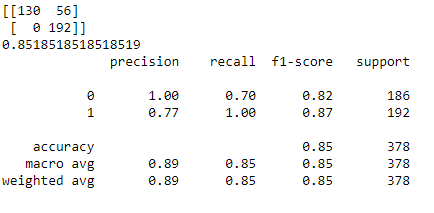 [[130 56]
[ 0 192]]
0.8518518518518519
precision recall f1-score support
0 1.00 0.70 0.82 186
1 0.77 1.00 0.87 192
accuracy 0.85 378
macro avg 0.89 0.85 0.85 378
weighted avg 0.89 0.85 0.85 378